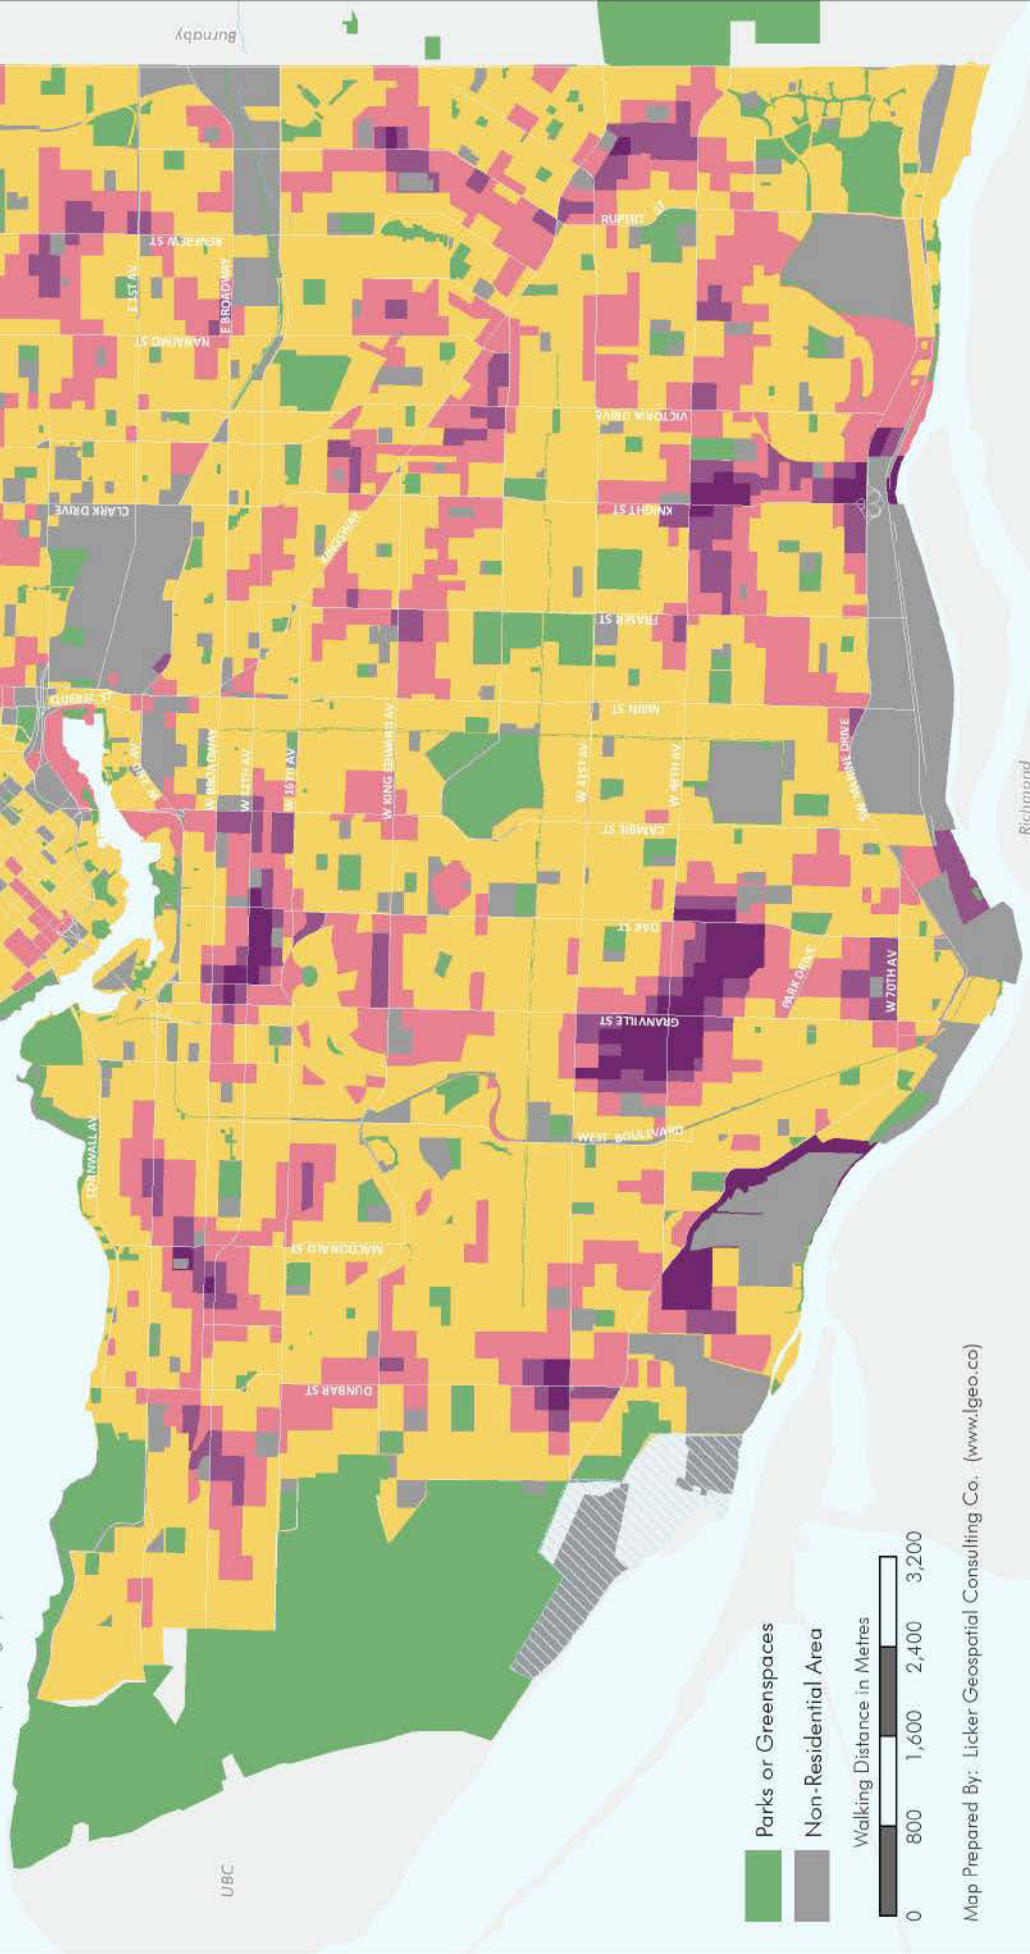 Burnaby
RENFREW ST
E 1ST AV
E BROADWAY
NANAIMO ST
RUPERT ST
VICTORIA DRIVE
CLARK DRIVE
KINGSWAY
KNIGHT ST
FRASER ST
QUEBEC ST
MAIN ST
W 2ND AV
W BROADWAY
W 12TH AV
W 16TH AV
W KING EDWARD AV
W 41ST AV
W 49TH AV
SW MARINE DRIVE
Richmond
CAMBIE ST
OAK ST
PARK DRIVE
W 70TH AV
GRANVILLE ST
CORNWALL AV
WEST BOULEVARD
MACDONALD ST
DUNBAR ST
UBC
Parks or Greenspaces
Non-Residential Area
Walking Distance in Metres
0 800 1,600 2,400 3,200
Map Prepared By: Licker Geospatial Consulting Co. (www.lgeo.co)